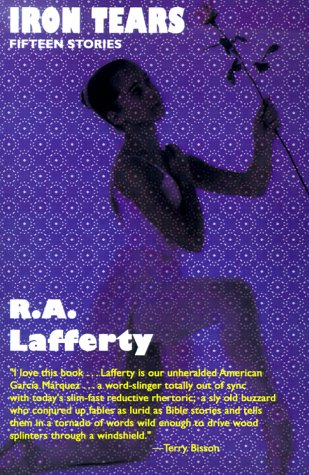 IRON TEARS
FIFTEEN STORIES
R.A.
Lafferty
"I love this book . . . Lafferty is our unheralded American
García Márquez . . . a word-slinger totally out of sync
with today's slim-fast reductive rhetoric; a sly old buzzard
who conjured up fables as lurid as Bible stories and tells
them in a tornado of words wild enough to drive wood
splinters through a windshield."
—Terry Bisson